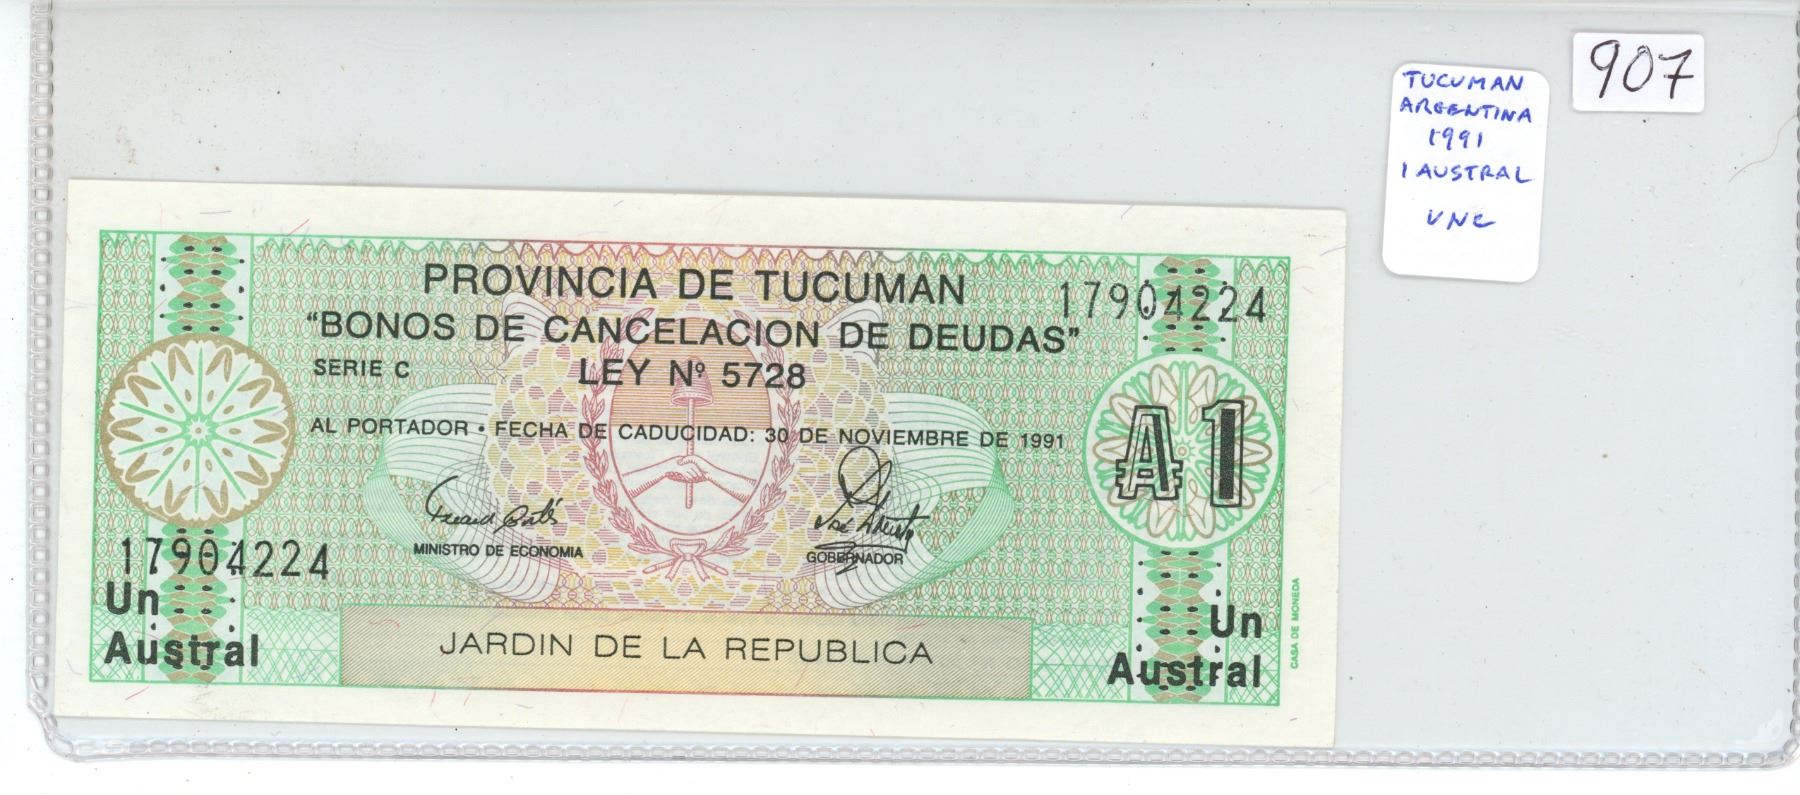 907
TUCUMAN
ARGENTINA
1991
1 AUSTRAL
UNC
PROVINCIA DE TUCUMAN
17904224
"BONOS DE CANCELACION DE DEUDAS"
SERIE C
LEY Nº 5728
AL PORTADOR • FECHA DE CADUCIDAD: 30 DE NOVIEMBRE DE 1991
₳1
MINISTRO DE ECONOMIA
GOBERNADOR
17904224
Un
Austral
JARDIN DE LA REPUBLICA
Un
Austral
CASA DE MONEDA